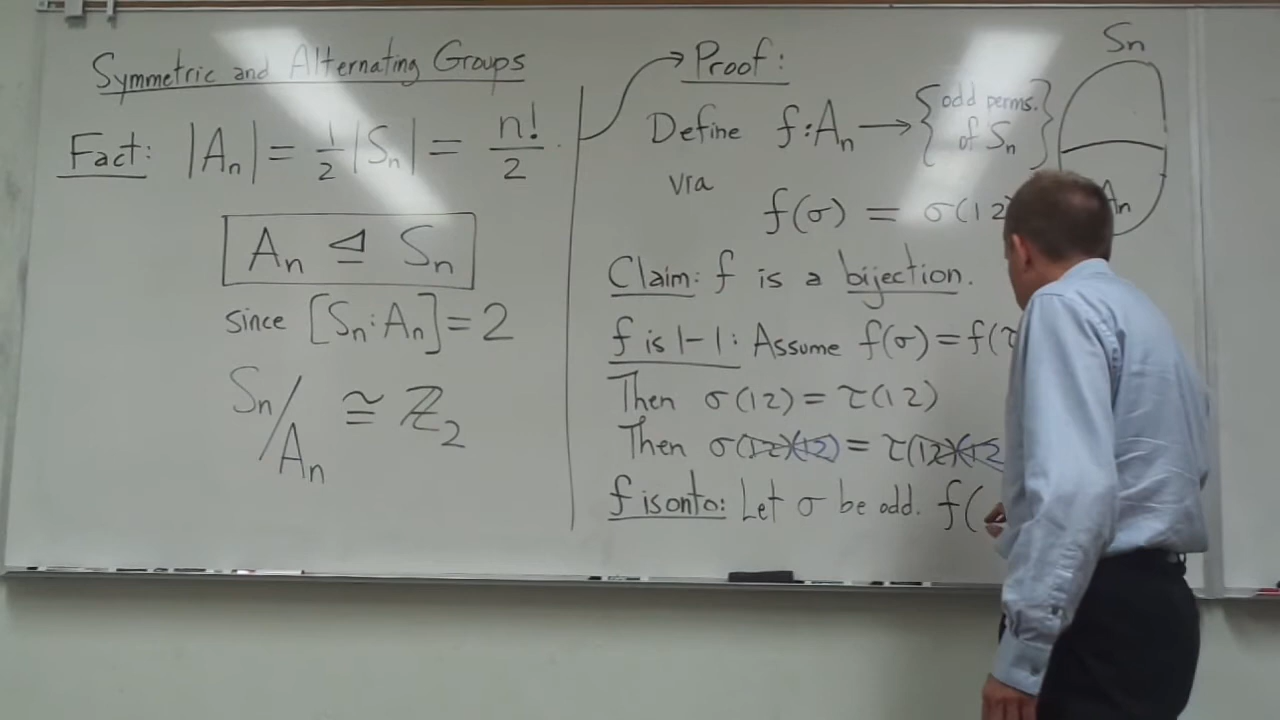 Symmetric and Alternating Groups
Fact: |An| = 1/2 |Sn| = n!/2 .
An ⊴ Sn
since [Sn : An] = 2
Sn/An ≅ ℤ2
Proof:
Define f: An → {odd perms. of Sn}
via
f(σ) = σ(12
Claim: f is a bijection.
f is 1-1: Assume f(σ) = f(τ
Then σ(12) = τ(12)
Then σ(12)(12) = τ(12)(12
f is onto: Let σ be odd. f(
Sn
An